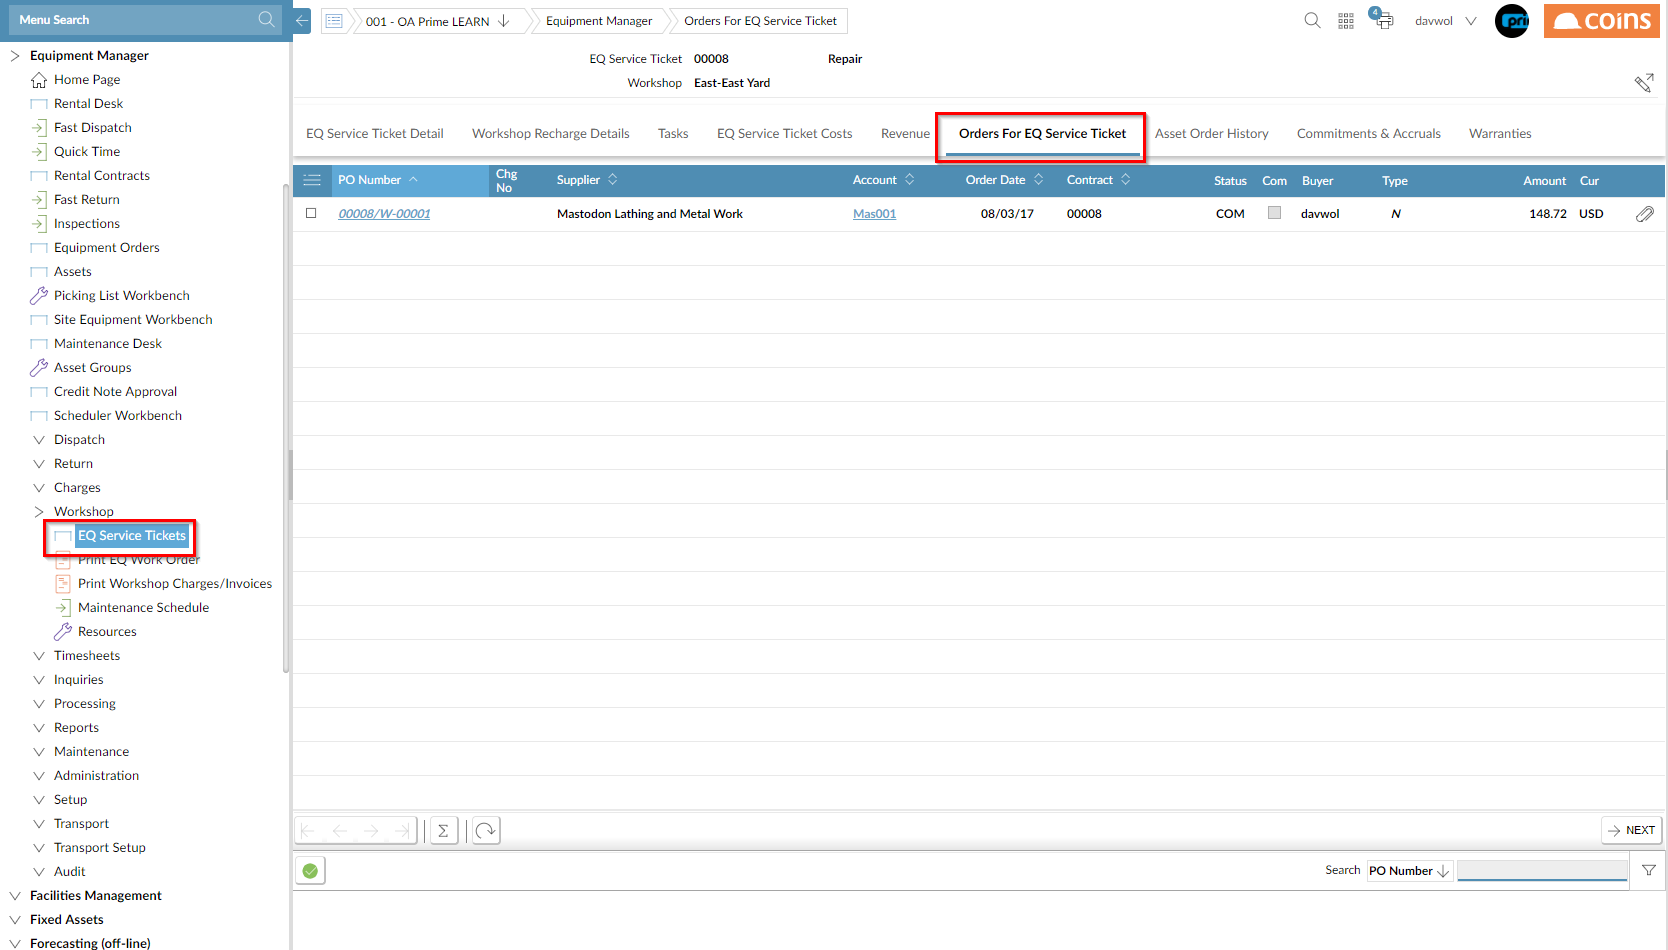 Menu Search
Equipment Manager
Home Page
Rental Desk
Fast Dispatch
Quick Time
Rental Contracts
Fast Return
Inspections
Equipment Orders
Assets
Picking List Workbench
Site Equipment Workbench
Maintenance Desk
Asset Groups
Credit Note Approval
Scheduler Workbench
Dispatch
Return
Charges
Workshop
EQ Service Tickets
Print EQ Work Order
Print Workshop Charges/Invoices
Maintenance Schedule
Resources
Timesheets
Inquiries
Processing
Reports
Maintenance
Administration
Setup
Transport
Transport Setup
Audit
Facilities Management
Fixed Assets
Forecasting (off-line)
001 - OA Prime LEARN Equipment Manager Orders For EQ Service Ticket
4 davwol pri coins
EQ Service Ticket 00008 Repair
Workshop East-East Yard
EQ Service Ticket Detail Workshop Recharge Details Tasks EQ Service Ticket Costs Revenue Orders For EQ Service Ticket Asset Order History Commitments & Accruals Warranties
PO Number Chg No Supplier Account Order Date Contract Status Com Buyer Type Amount Cur
00008/W-00001 Mastodon Lathing and Metal Work Mas001 08/03/17 00008 COM davwol N 148.72 USD
Σ NEXT
Search PO Number